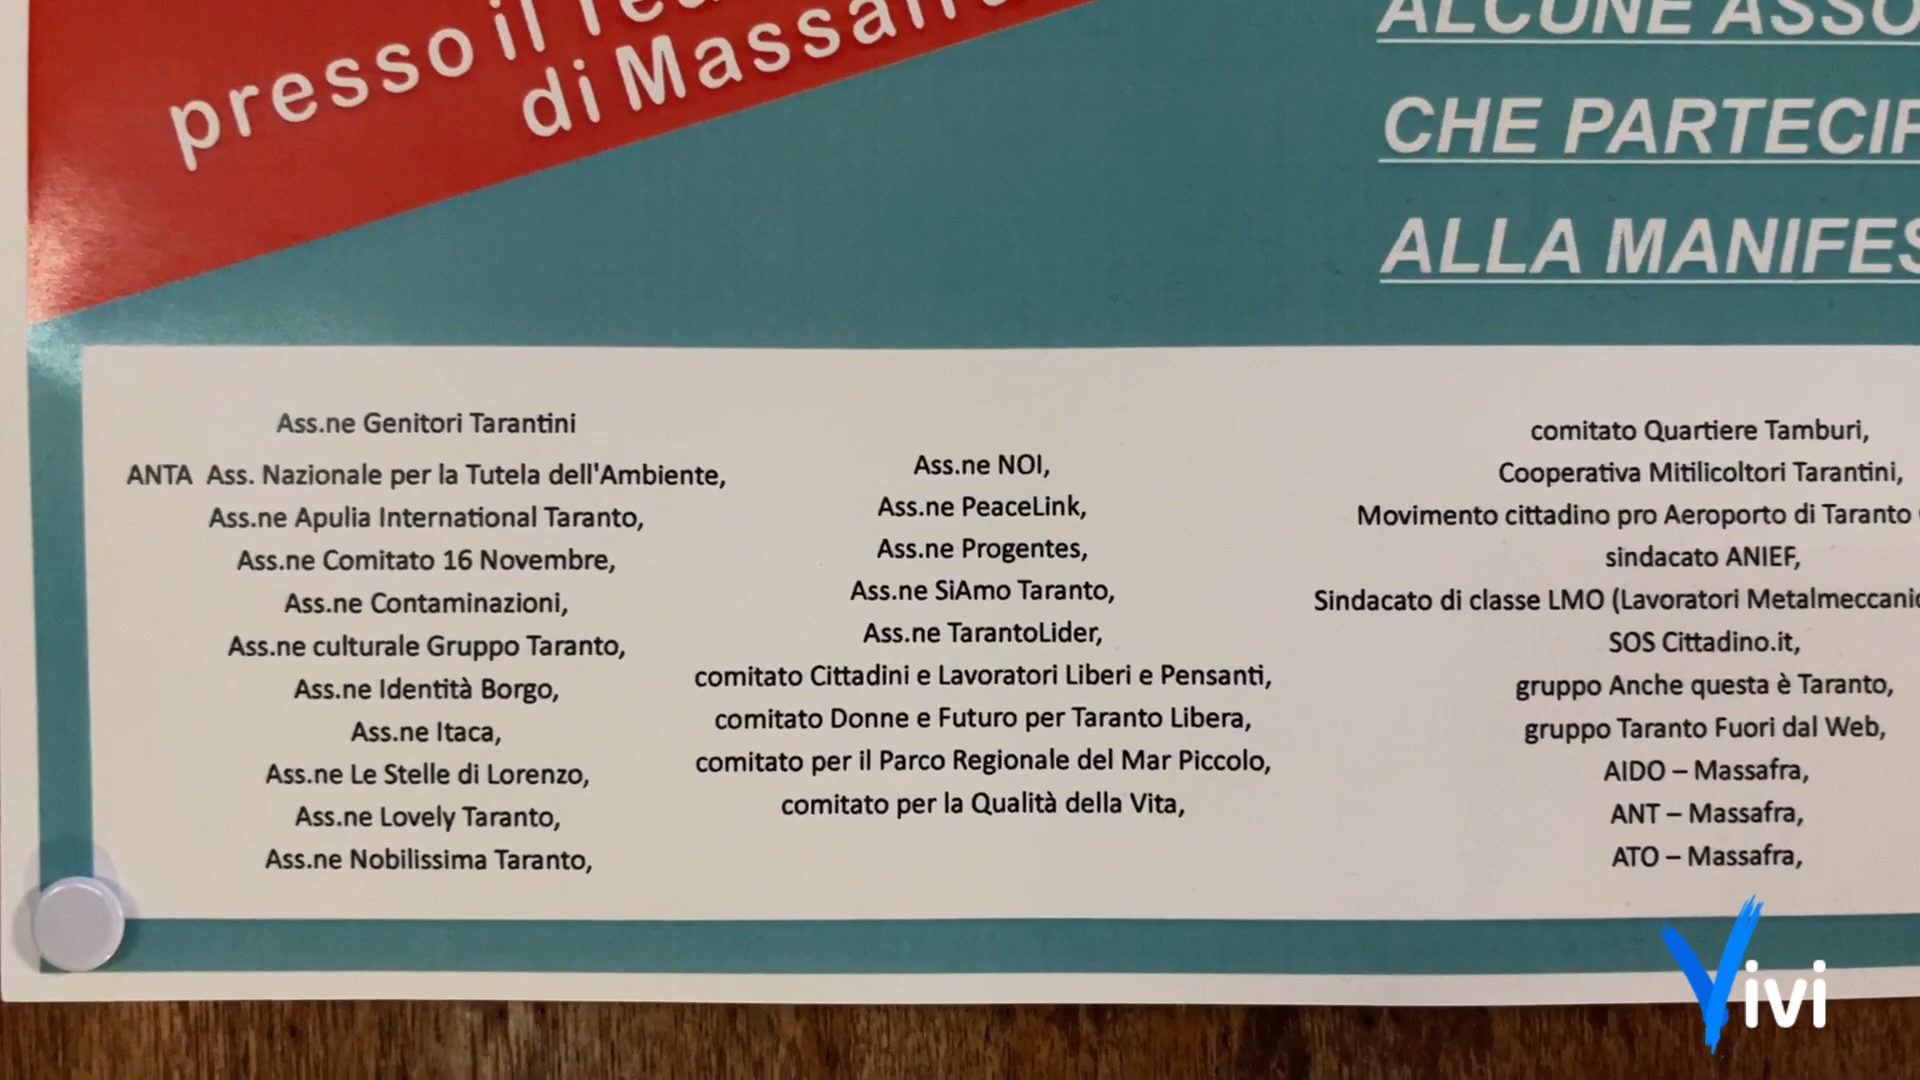 presso il
di
ALCUNE
CHE
ALLA
Ass.ne Genitori Tarantini
ANTA Ass. Nazionale per la Tutela dell'Ambiente,
Ass.ne Apulia International Taranto,
Ass.ne Comitato 16 Novembre,
Ass.ne Contaminazioni,
Ass.ne culturale Gruppo Taranto,
Ass.ne Identità Borgo,
Ass.ne Itaca,
Ass.ne Le Stelle di Lorenzo,
Ass.ne Lovely Taranto,
Ass.ne Nobilissima Taranto,
Ass.ne NOI,
Ass.ne PeaceLink,
Ass.ne Progentes,
Ass.ne SiAmo Taranto,
Ass.ne TarantoLider,
comitato Cittadini e Lavoratori Liberi e Pensanti,
comitato Donne e Futuro per Taranto Libera,
comitato per il Parco Regionale del Mar Piccolo,
comitato per la Qualità della Vita,
comitato Quartiere Tamburi,
Cooperativa Mitilicoltori Tarantini,
Movimento cittadino pro Aeroporto di Taranto
sindacato ANIEF,
Sindacato di classe LMO (Lavoratori
SOS Cittadino.it,
gruppo Anche questa è Taranto,
gruppo Taranto Fuori dal Web,
AIDO – Massafra,
ANT – Massafra,
ATO – Massafra,
Vivi